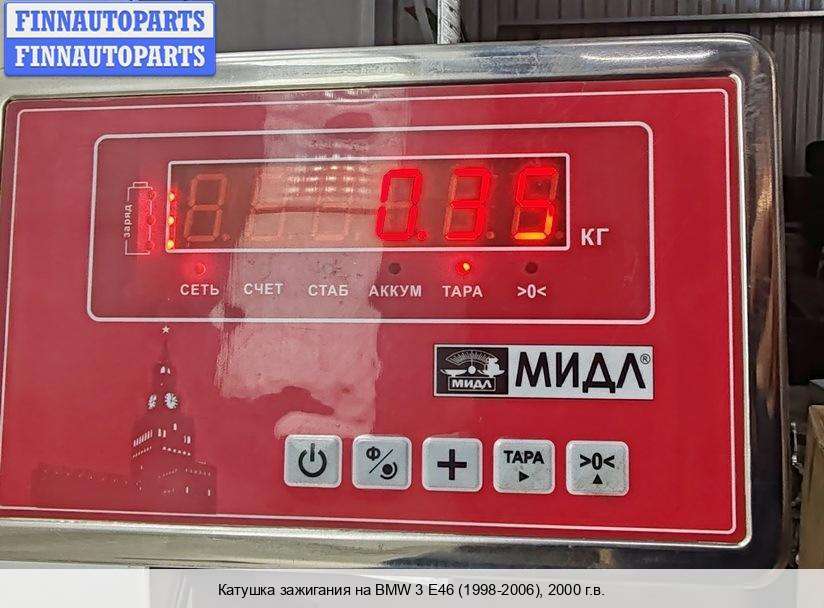 FINNAUTOPARTS
FINNAUTOPARTS
заряд
0.35
КГ
СЕТЬ СЧЕТ СТАБ АККУМ ТАРА >0<
МИДЛ МИДЛ®
Ф ТАРА >0<
Катушка зажигания на BMW 3 E46 (1998-2006), 2000 г.в.